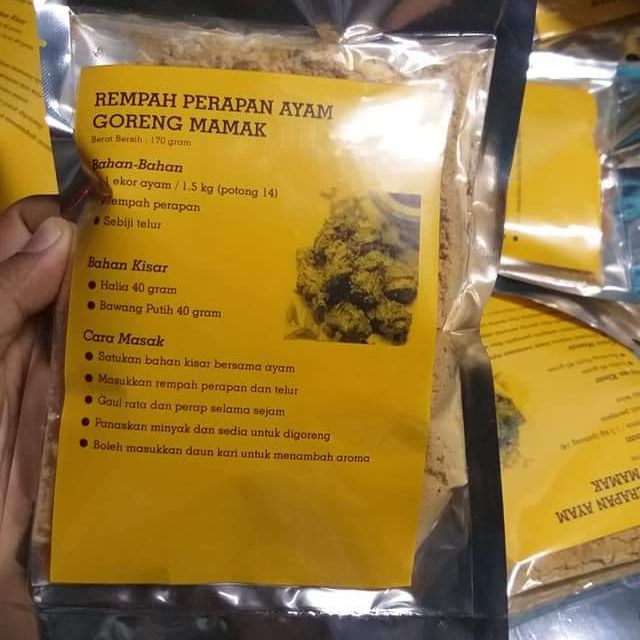 REMPAH PERAPAN AYAM
GORENG MAMAK
Berat Bersih : 170 gram
Bahan-Bahan
1 ekor ayam / 1.5 kg (potong 14)
Rempah perapan
Sebiji telur
Bahan Kisar
Halia 40 gram
Bawang Putih 40 gram
Cara Masak
Satukan bahan kisar bersama ayam
Masukkan rempah perapan dan telur
Gaul rata dan perap selama sejam
Panaskan minyak dan sedia untuk digoreng
Boleh masukkan daun kari untuk menambah aroma
ERAPAN AYAM
MAMAK